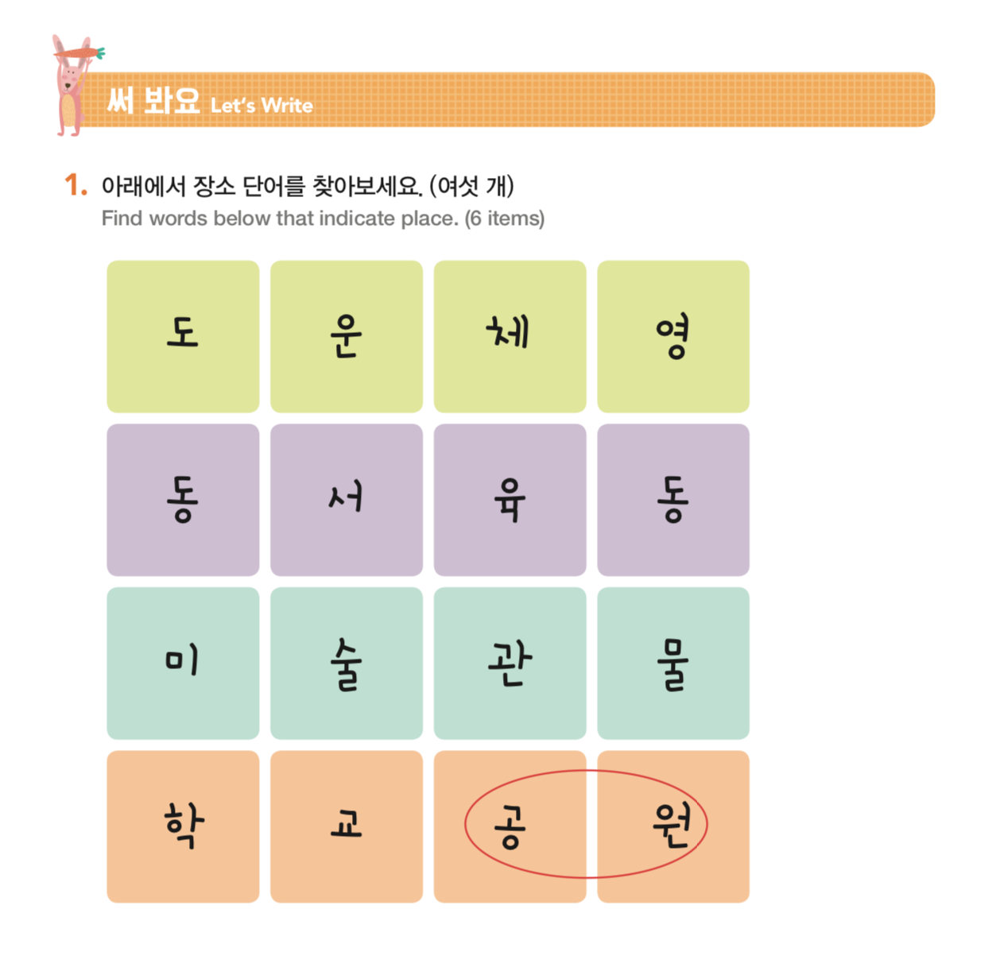 써 봐요 Let's Write
1. 아래에서 장소 단어를 찾아보세요. (여섯 개)
Find words below that indicate place. (6 items)
도 운 체 영
동 서 육 동
미 술 관 물
학 교 공 원